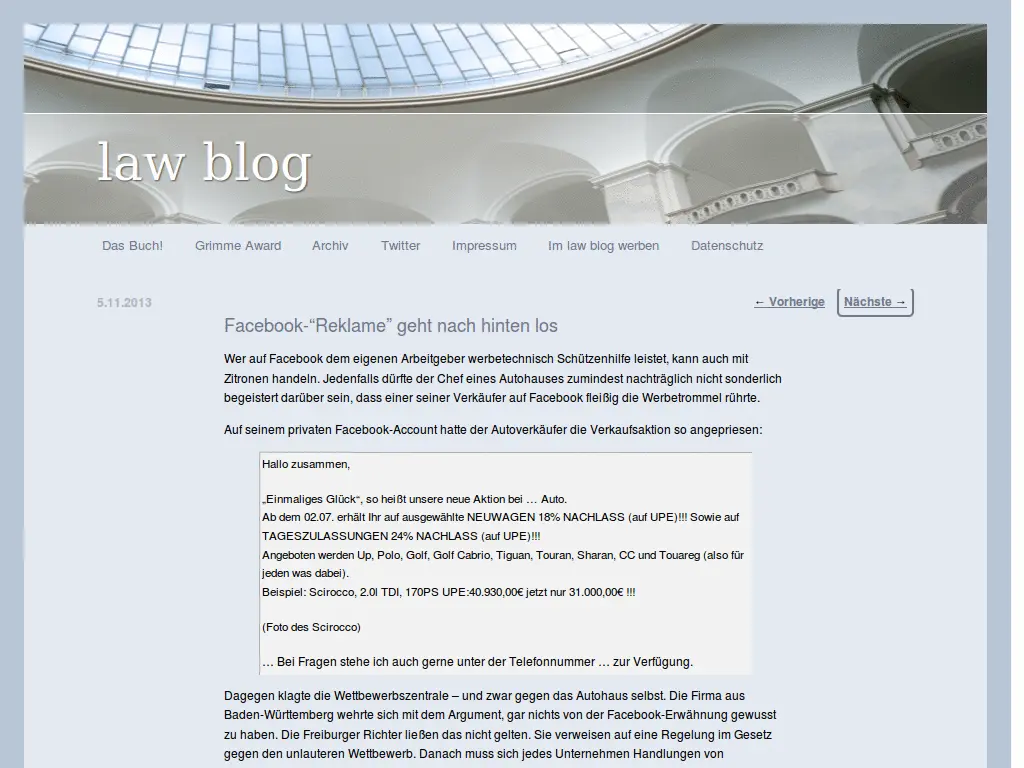 law blog
Das Buch! Grimme Award Archiv Twitter Impressum Im law blog werben Datenschutz
5.11.2013
← Vorherige Nächste →
Facebook-“Reklame” geht nach hinten los
Wer auf Facebook dem eigenen Arbeitgeber werbetechnisch Schützenhilfe leistet, kann auch mit
Zitronen handeln. Jedenfalls dürfte der Chef eines Autohauses zumindest nachträglich nicht sonderlich
begeistert darüber sein, dass einer seiner Verkäufer auf Facebook fleißig die Werbetrommel rührte.
Auf seinem privaten Facebook-Account hatte der Autoverkäufer die Verkaufsaktion so angepriesen:
Hallo zusammen,
„Einmaliges Glück“, so heißt unsere neue Aktion bei … Auto.
Ab dem 02.07. erhält Ihr auf ausgewählte NEUWAGEN 18% NACHLASS (auf UPE)!!! Sowie auf
TAGESZULASSUNGEN 24% NACHLASS (auf UPE)!!!
Angeboten werden Up, Polo, Golf, Golf Cabrio, Tiguan, Touran, Sharan, CC und Touareg (also für
jeden was dabei).
Beispiel: Scirocco, 2.0l TDI, 170PS UPE:40.930,00€ jetzt nur 31.000,00€ !!!
(Foto des Scirocco)
… Bei Fragen stehe ich auch gerne unter der Telefonnummer … zur Verfügung.
Dagegen klagte die Wettbewerbszentrale – und zwar gegen das Autohaus selbst. Die Firma aus
Baden-Württemberg wehrte sich mit dem Argument, gar nichts von der Facebook-Erwähnung gewusst
zu haben. Die Freiburger Richter ließen das nicht gelten. Sie verweisen auf eine Regelung im Gesetz
gegen den unlauteren Wettbewerb. Danach muss sich jedes Unternehmen Handlungen von